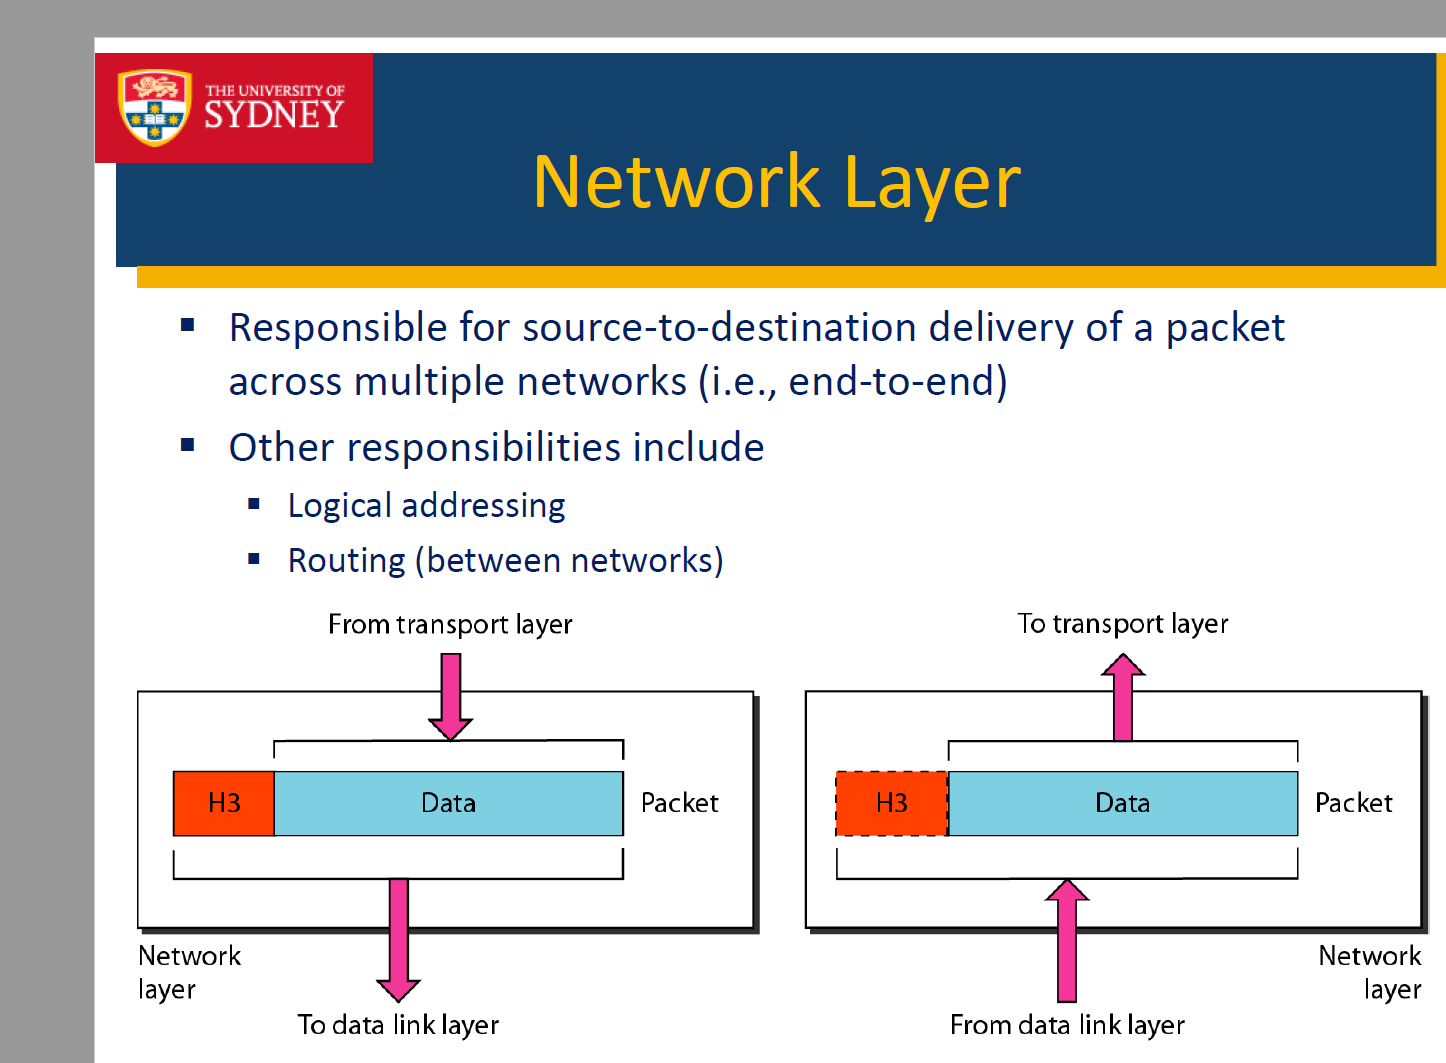 THE UNIVERSITY OF
SYDNEY
Network Layer
Responsible for source-to-destination delivery of a packet
across multiple networks (i.e., end-to-end)
Other responsibilities include
Logical addressing
Routing (between networks)
From transport layer
To transport layer
H3
Data
Packet
H3
Data
Packet
Network
layer
Network
layer
To data link layer
From data link layer